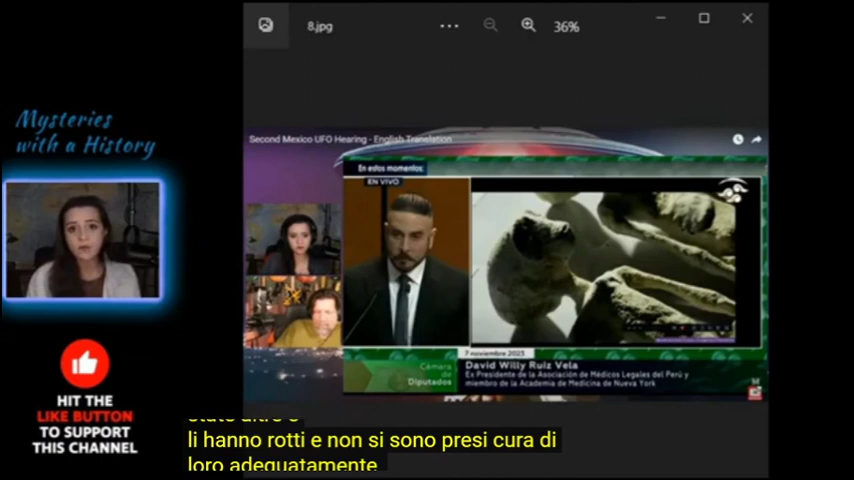 8.jpg
36%
Mysteries
with a History
Second Mexico UFO Hearing - English Translation
En estos momentos:
EN VIVO
7 noviembre 2023
Cámara
de
Diputados
David Willy Ruiz Vela
Ex Presidente de la Asociación de Médicos Legales del Perú y
miembro de la Academia de Medicina de Nueva York
HIT THE
LIKE BUTTON
TO SUPPORT
THIS CHANNEL
li hanno rotti e non si sono presi cura di
loro adeguatamente